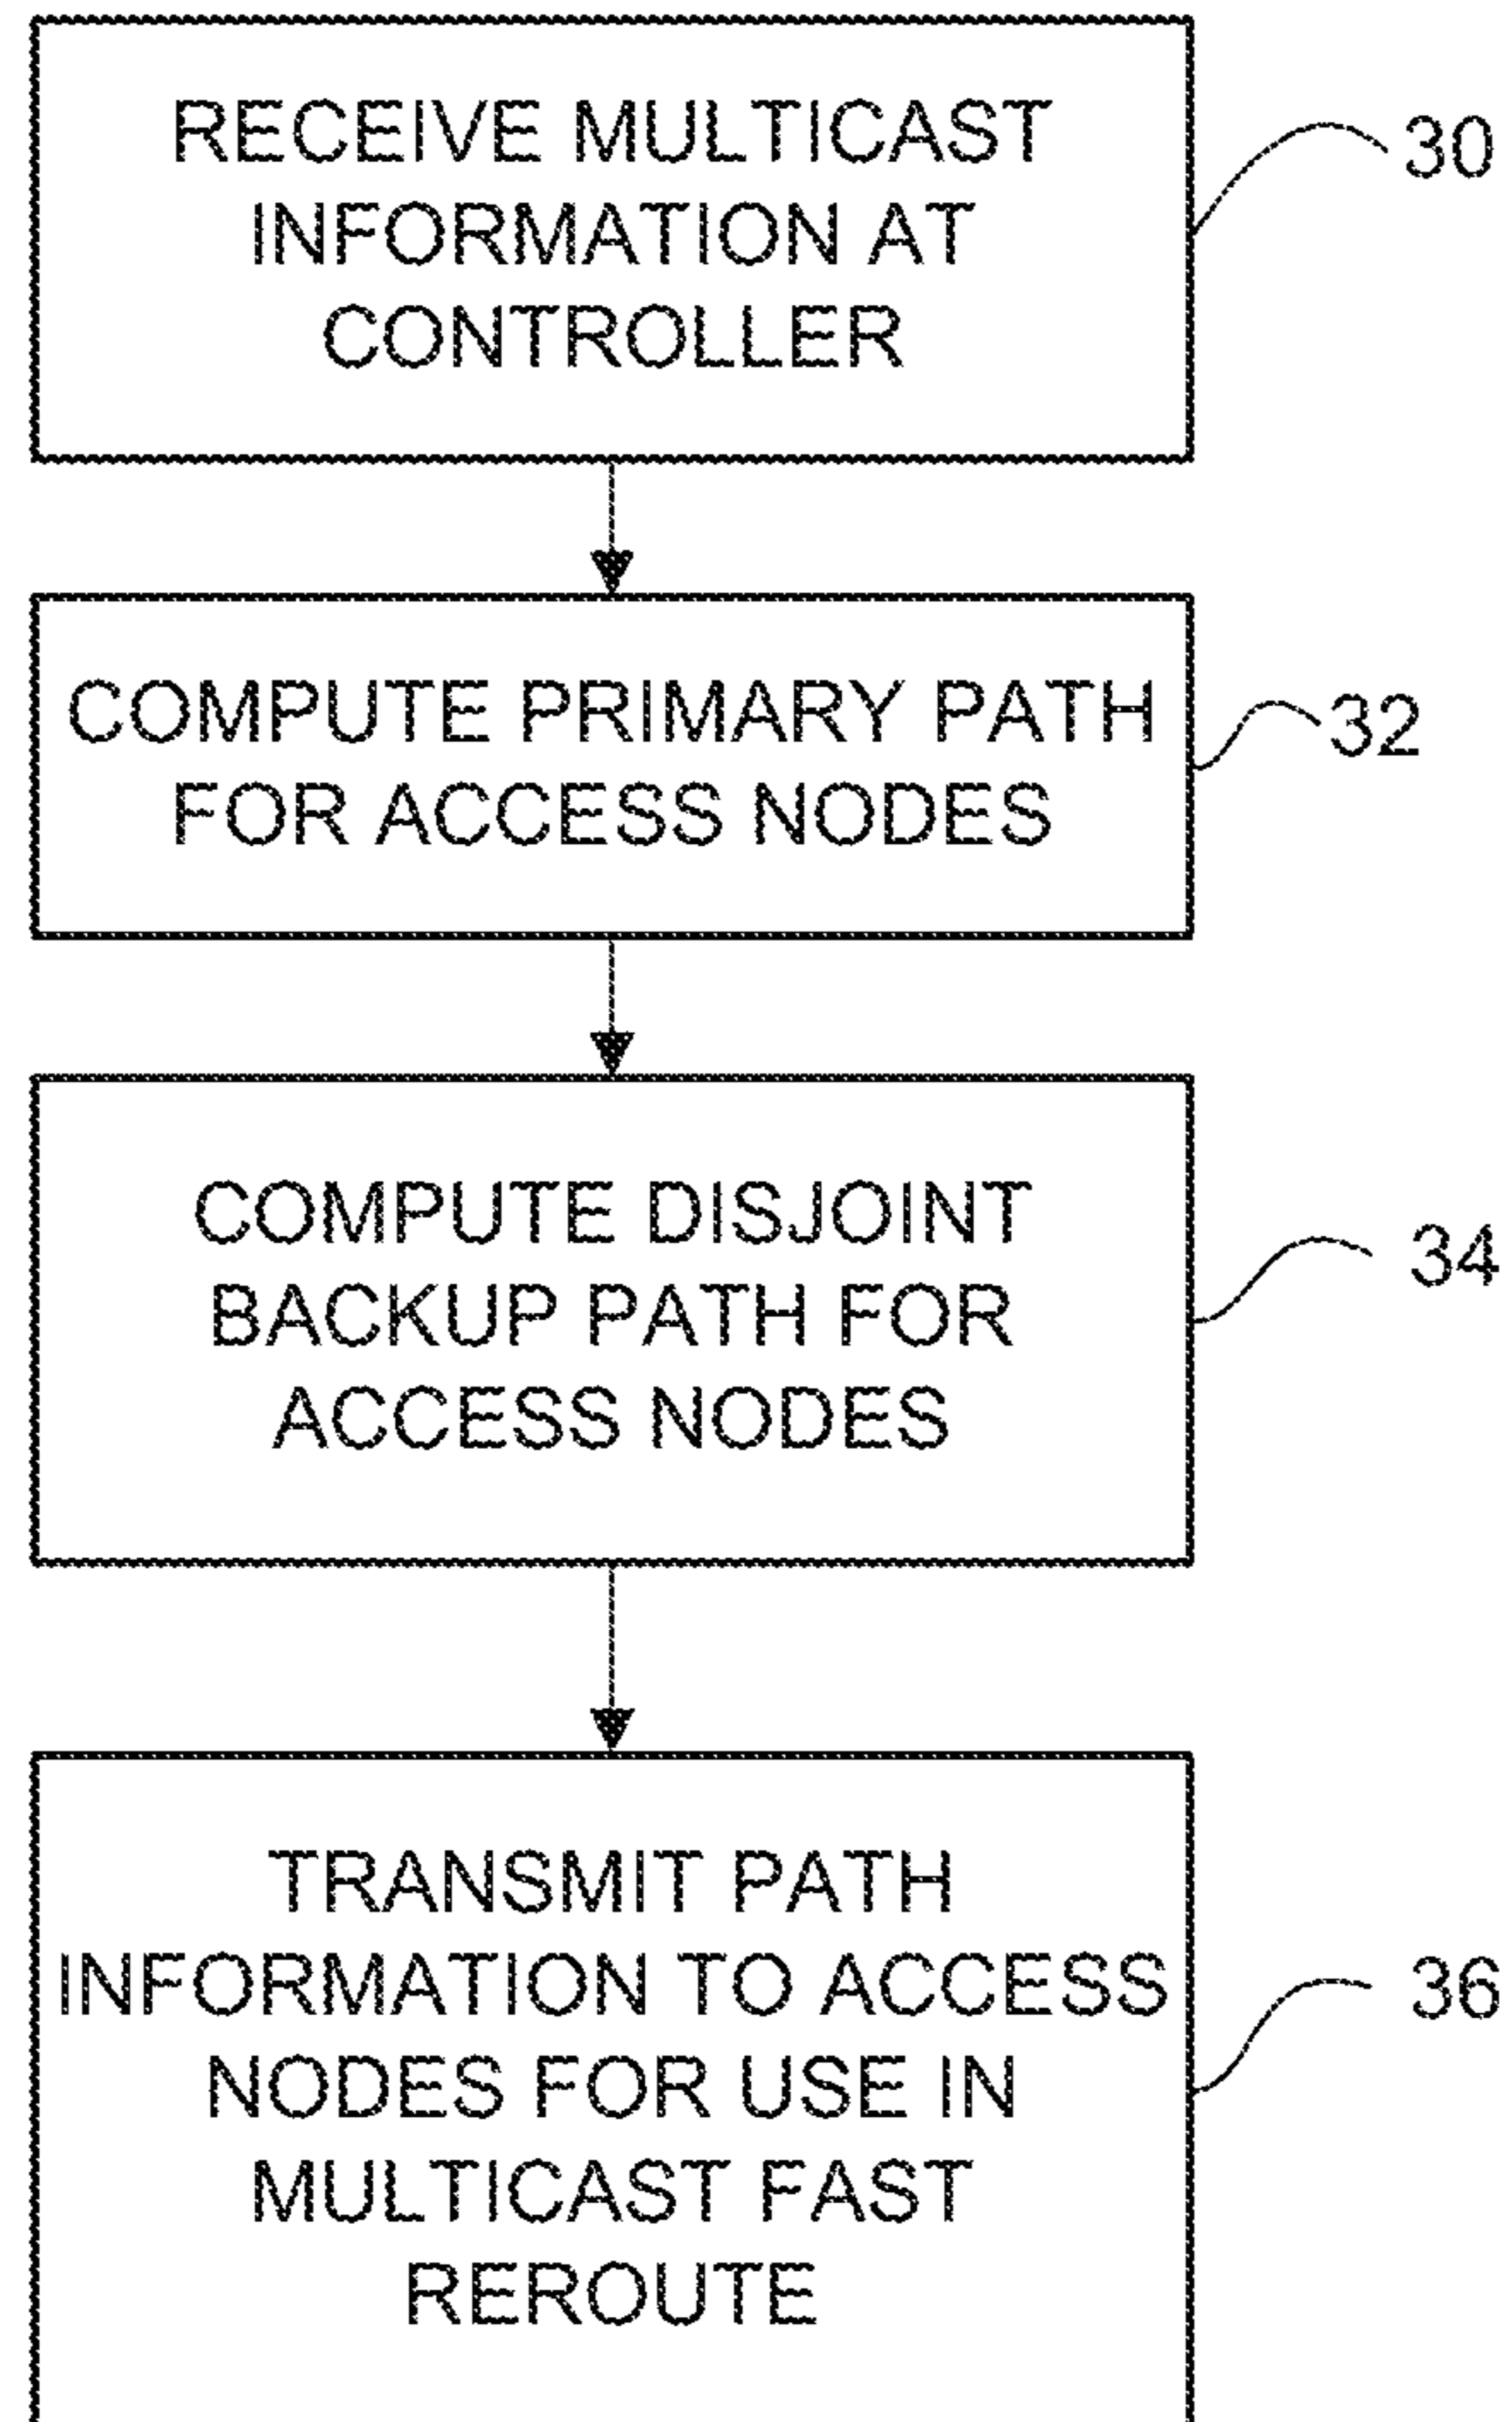 RECEIVE MULTICAST
INFORMATION AT
CONTROLLER
30
COMPUTE PRIMARY PATH
FOR ACCESS NODES
32
COMPUTE DISJOINT
BACKUP PATH FOR
ACCESS NODES
34
TRANSMIT PATH
INFORMATION TO ACCESS
NODES FOR USE IN
MULTICAST FAST
REROUTE
36